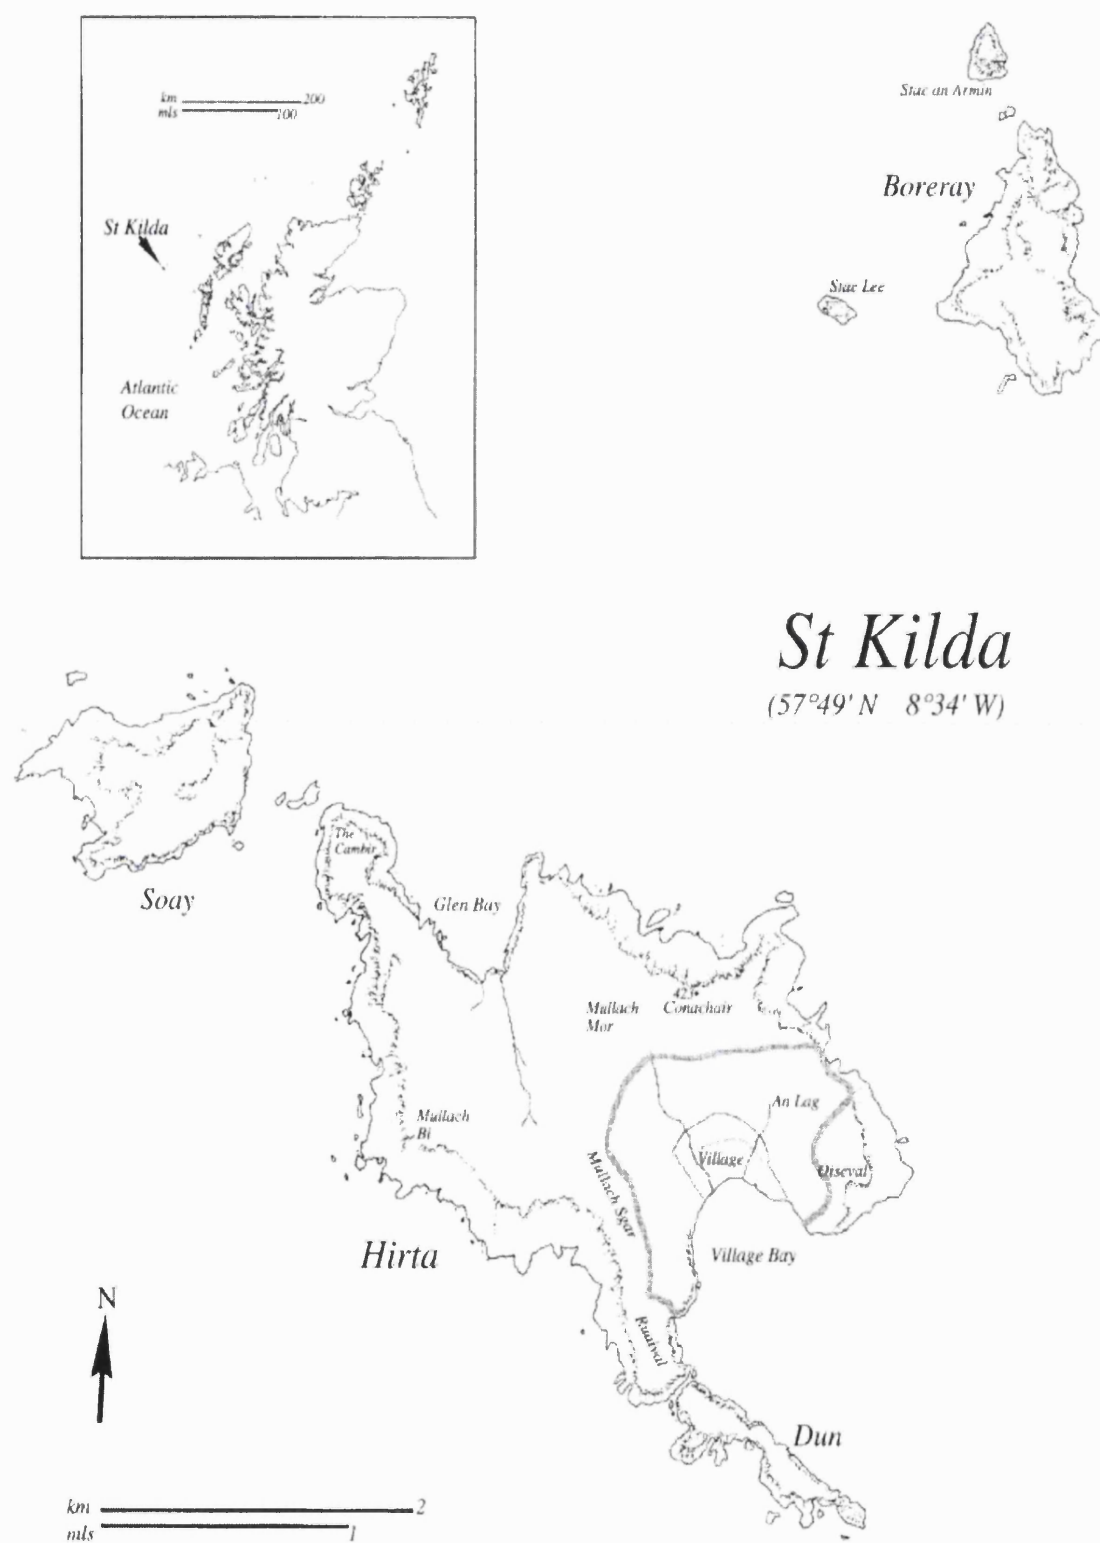 km 200
mls 100
St Kilda
Atlantic
Ocean
Stac an Armin
Boreray
Stac Lee
St Kilda
(57°49' N 8°34' W)
The
Cambir
Soay
Glen Bay
423
Mullach
Mor
Conachair
Mullach
Bi
An Lag
Village
Oiseval
Mullach Sgar
Hirta
Village Bay
N
Ruaival
Dun
km 2
mls 1